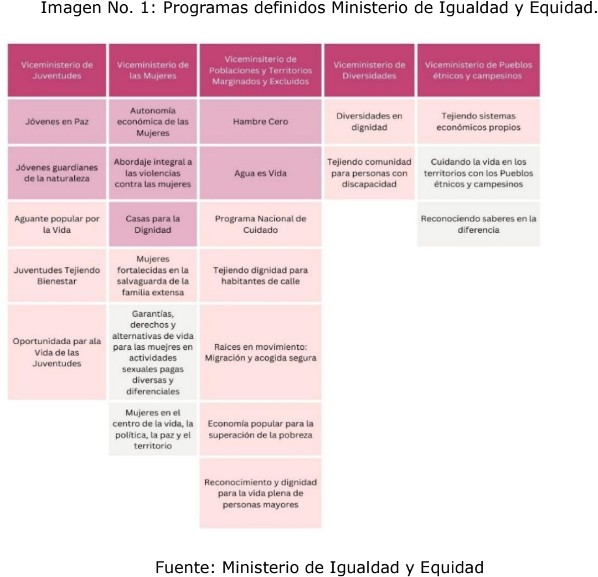 Imagen No. 1: Programas definidos Ministerio de Igualdad y Equidad.
Viceministerio de
Juventudes
Viceministerio de
las Mujeres
Viceminsiterio de
Poblaciones y Territorios
Marginados y Excluidos
Viceministerio de
Diversidades
Viceministerio de Pueblos
étnicos y campesinos
Jóvenes en Paz
Autonomía
económica de las
Mujeres
Hambre Cero
Diversidades en
dignidad
Tejiendo sistemas
económicos propios
Jóvenes guardianes
de la naturaleza
Abordaje integral a
las violencias
contra las mujeres
Agua es Vida
Tejiendo comunidad
para personas con
discapacidad
Cuidando la vida en los
territorios con los Pueblos
étnicos y campesinos
Aguante popular por
la Vida
Casas para la
Dignidad
Programa Nacional de
Cuidado
Reconociendo saberes en la
diferencia
Juventudes Tejiendo
Bienestar
Mujeres
fortalecidas en la
salvaguarda de la
familia extensa
Tejiendo dignidad para
habitantes de calle
Oportunidada par ala
Vida de las
Juventudes
Garantías,
derechos y
alternativas de vida
para las muejres en
actividades
sexuales pagas
diversas y
diferenciales
Raíces en movimiento:
Migración y acogida segura
Mujeres en el
centro de la vida, la
política, la paz y el
territorio
Economía popular para la
superación de la pobreza
Reconocimiento y dignidad
para la vida plena de
personas mayores
Fuente: Ministerio de Igualdad y Equidad